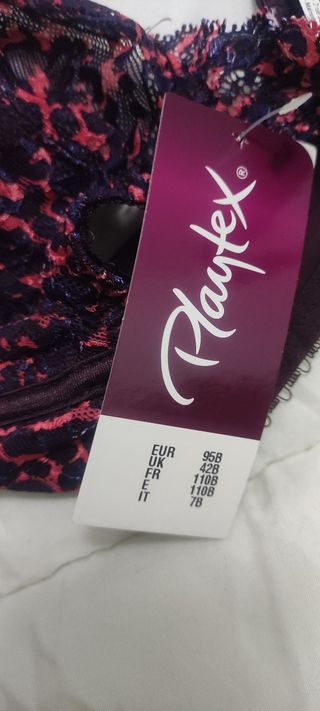 Playtex®
EUR 95B
UK 42B
FR 110B
E 110B
IT 7B